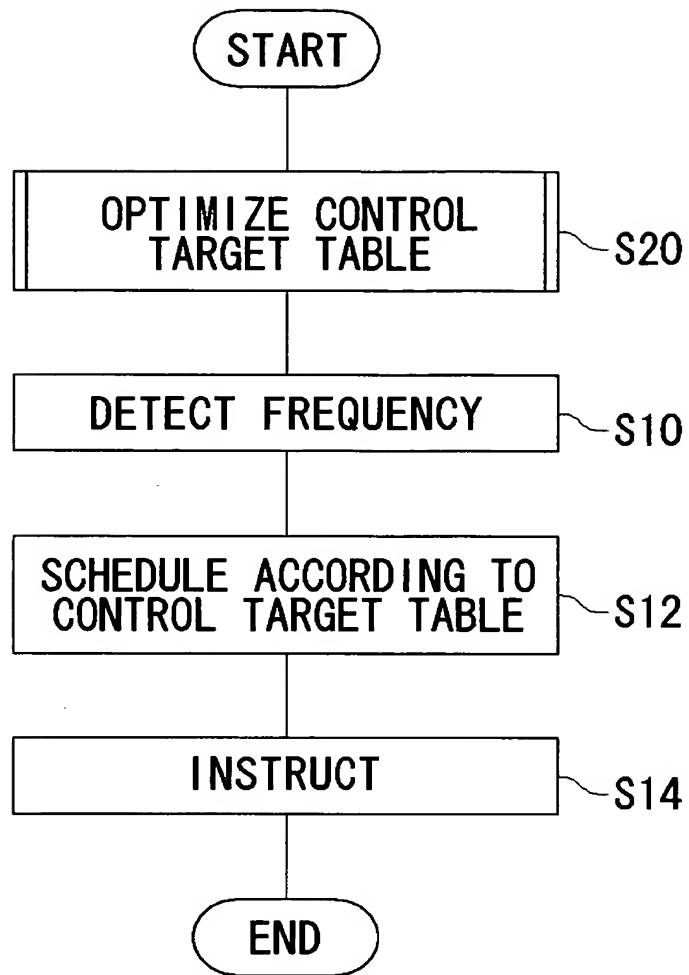 START
OPTIMIZE CONTROL
TARGET TABLE
S20
DETECT FREQUENCY
S10
SCHEDULE ACCORDING TO
CONTROL TARGET TABLE
S12
INSTRUCT
S14
END